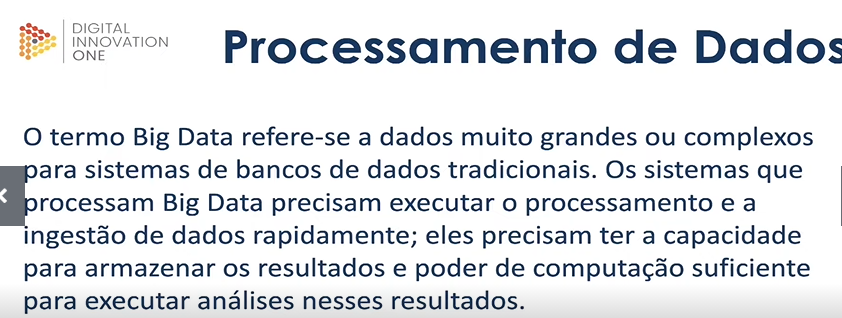 DIGITAL
INNOVATION
ONE
Processamento de Dados
O termo Big Data refere-se a dados muito grandes ou complexos
para sistemas de bancos de dados tradicionais. Os sistemas que
processam Big Data precisam executar o processamento e a
ingestão de dados rapidamente; eles precisam ter a capacidade
para armazenar os resultados e poder de computação suficiente
para executar análises nesses resultados.